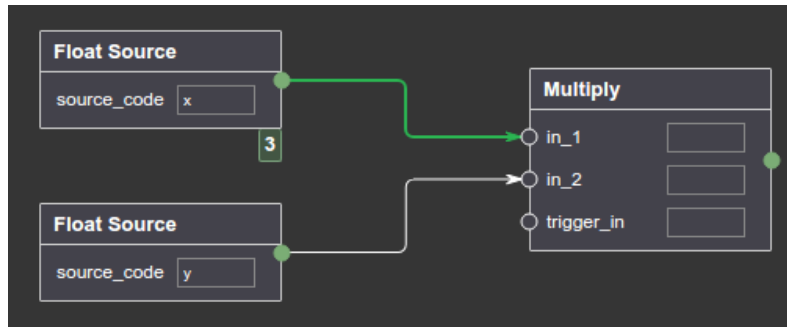 Float Source
source_code x
3
Float Source
source_code y
Multiply
in_1
in_2
trigger_in